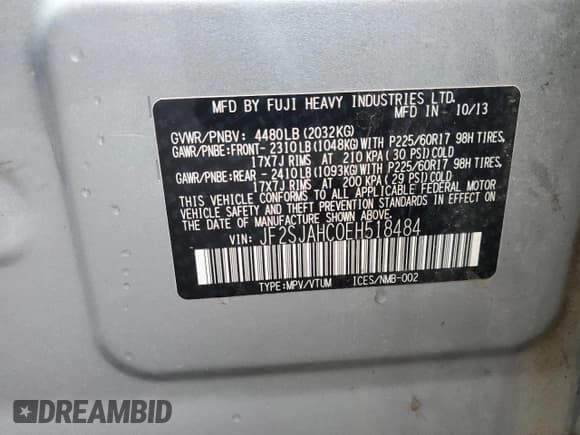 MFD BY FUJI HEAVY INDUSTRIES LTD.
MFD IN 10/13
GVWR/PNBV: 4480LB(2032KG)
GAWR/PNBE:FRONT-2310LB(1048KG)WITH P225/60R17 98H TIRES,
17X7J RIMS AT 210 KPA(30 PSI)COLD
GAWR/PNBE:REAR -2410LB(1093KG)WITH P225/60R17 98H TIRES,
17X7J RIMS AT 200 KPA(29 PSI)COLD
THIS VEHICLE CONFORMS TO ALL APPLICABLE FEDERAL MOTOR
VEHICLE SAFETY AND BUMPER STANDARDS IN EFFECT ON
THE DATE OF MANUFACTURE SHOWN ABOVE.
VIN: JF2SJAHC0EH518484
TYPE:MPV/VTUM ICES/NMB-002
DREAMBID